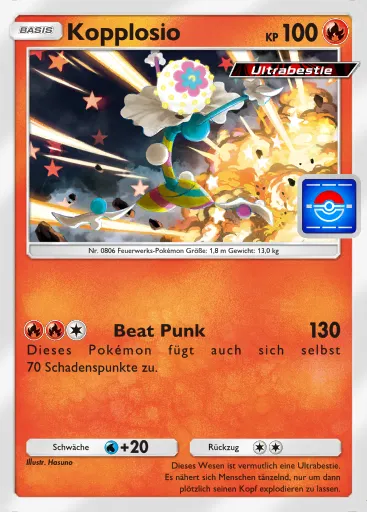 BASIS
Kopplosio
KP 100
Ultrabestie
Nr. 0806 Feuerwerks-Pokémon Größe: 1,8 m Gewicht: 13,0 kg
Beat Punk 130
Dieses Pokémon fügt auch sich selbst
70 Schadenspunkte zu.
Schwäche +20 Rückzug
Illustr. Hasuno
Dieses Wesen ist vermutlich eine Ultrabestie.
Es nähert sich Menschen tänzelnd, nur um dann
plötzlich seinen Kopf explodieren zu lassen.